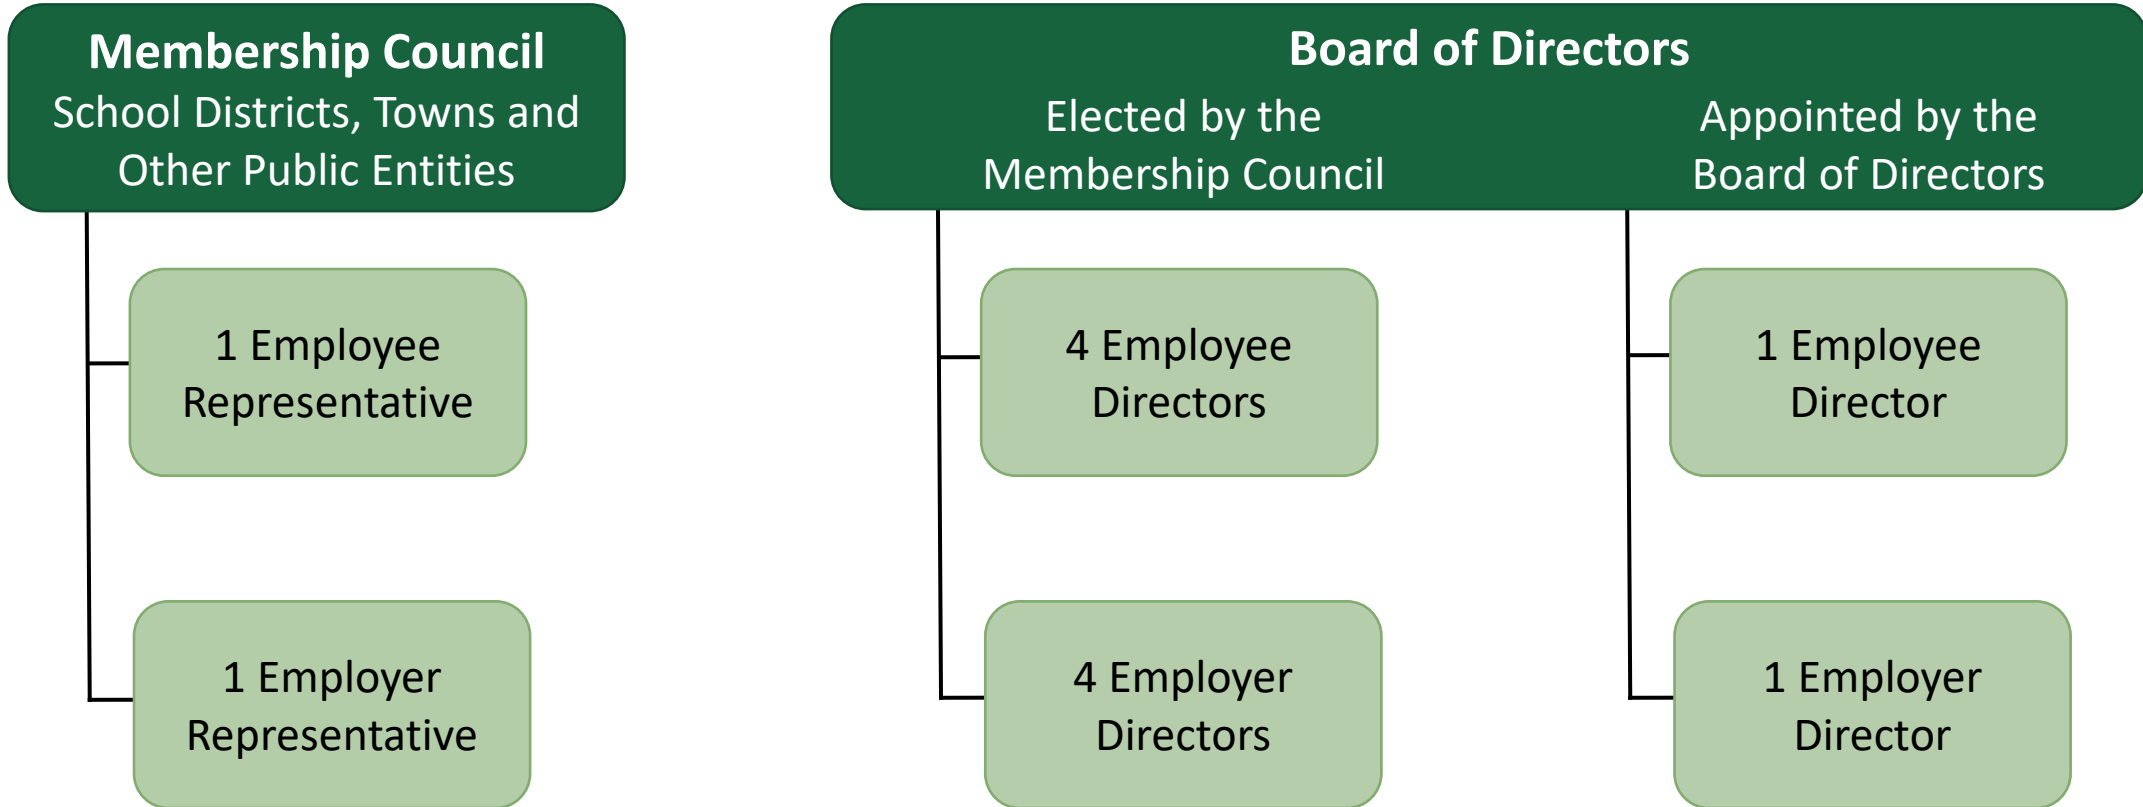 Membership Council
School Districts, Towns and
Other Public Entities
1 Employee
Representative
1 Employer
Representative
Board of Directors
Elected by the
Membership Council
4 Employee
Directors
4 Employer
Directors
Appointed by the
Board of Directors
1 Employee
Director
1 Employer
Director